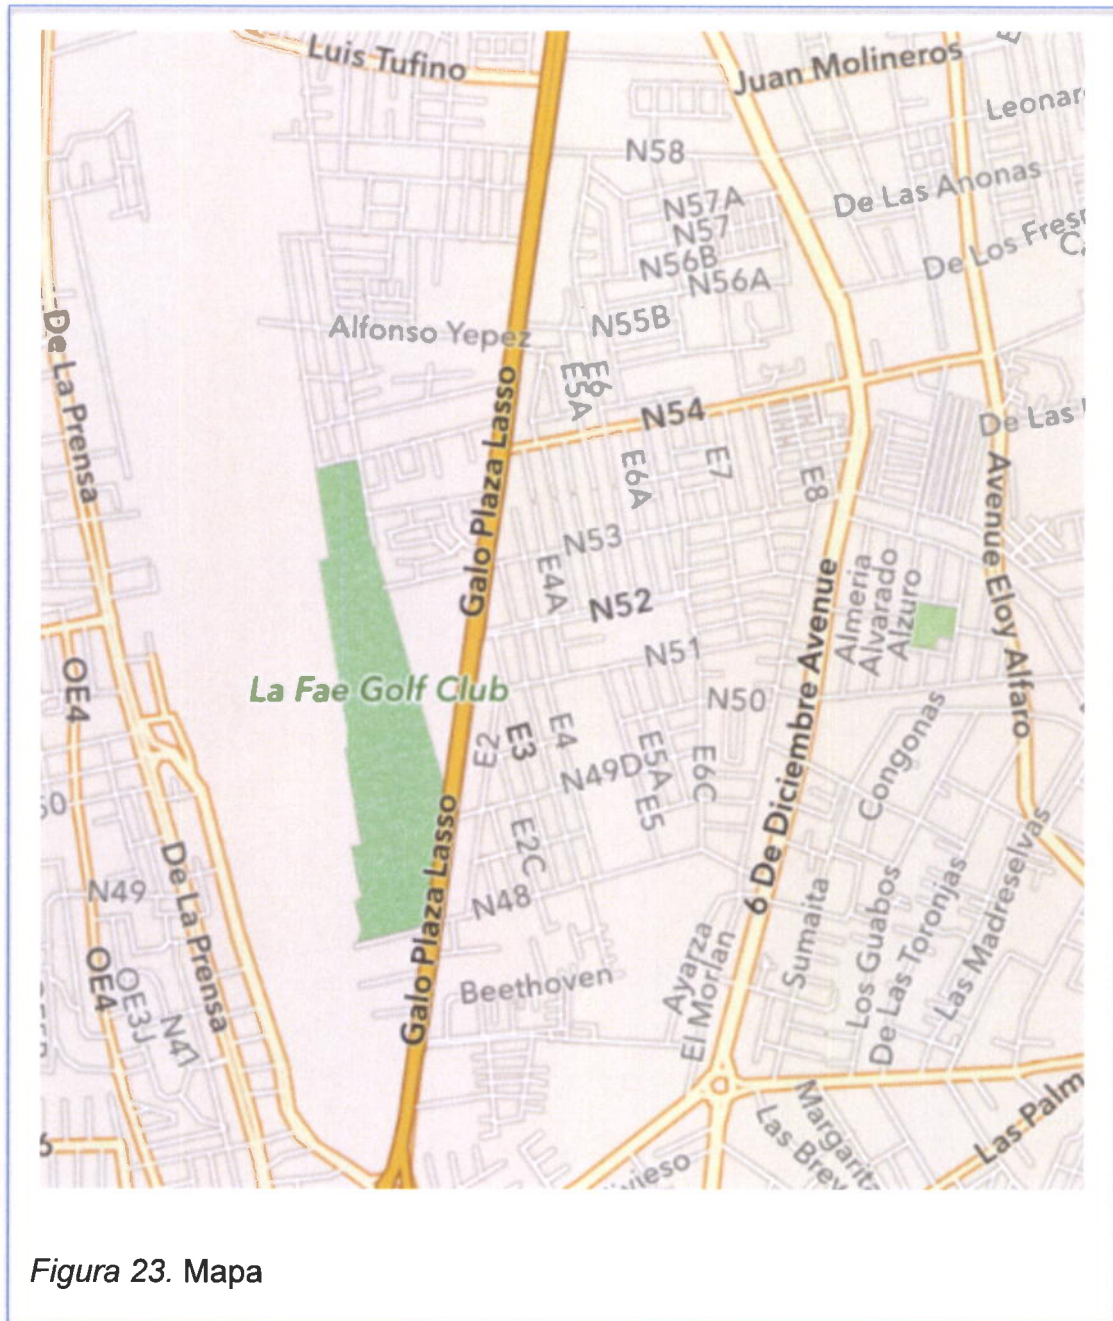 Luis Tufino
Juan Molineros
N58
De Las Anonas
N57A
N57
De Los
N56B
N56A
N55B
Alfonso Yepez
De La Prensa
E6
E5A
N54
De Las
Galo Plaza Lasso
E6A
E7
E8
Avenue Eloy Alfaro
N53
E4A
N52
Almeria
Alvarado
Alzuro
N51
OE4
La Fae Golf Club
N50
6 De Diciembre Avenue
E2
E3
E4
E5A
E6C
N49D
E5
Congonas
E2C
De La Prensa
N49
Galo Plaza Lasso
N48
Sumaita
Los Guabos
De Las Toronjas
Las Madreselvas
OE4
OE3J
N47
Beethoven
Ayarza
El Morlan
Margarit
Las Brev
Las Palm
vieso
Figura 23. Mapa